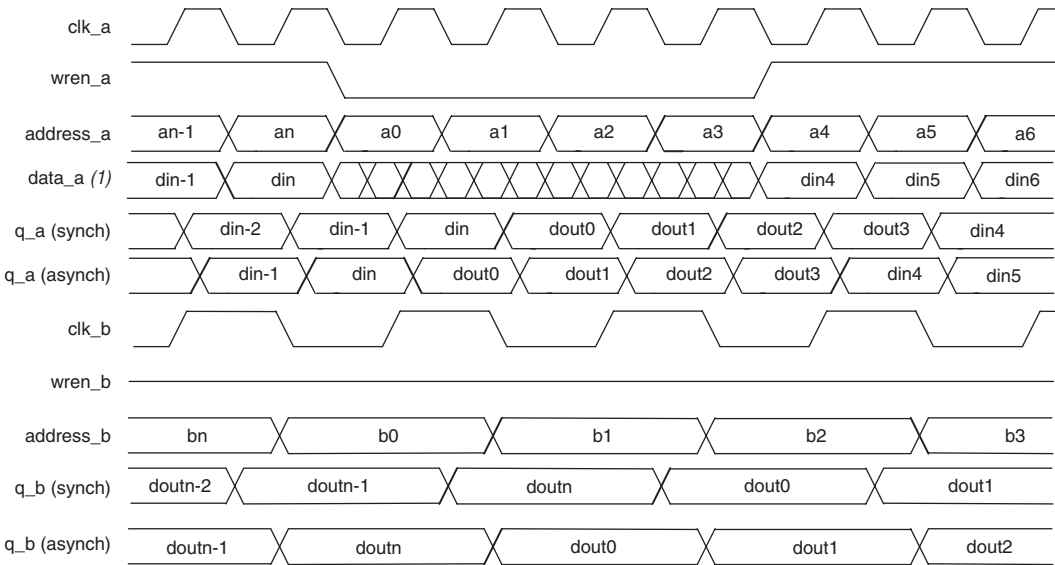 clk_a
wren_a
address_a an-1 an a0 a1 a2 a3 a4 a5 a6
data_a (1) din-1 din din4 din5 din6
q_a (synch) din-2 din-1 din dout0 dout1 dout2 dout3 din4
q_a (asynch) din-1 din dout0 dout1 dout2 dout3 din4 din5
clk_b
wren_b
address_b bn b0 b1 b2 b3
q_b (synch) doutn-2 doutn-1 doutn dout0 dout1
q_b (asynch) doutn-1 doutn dout0 dout1 dout2